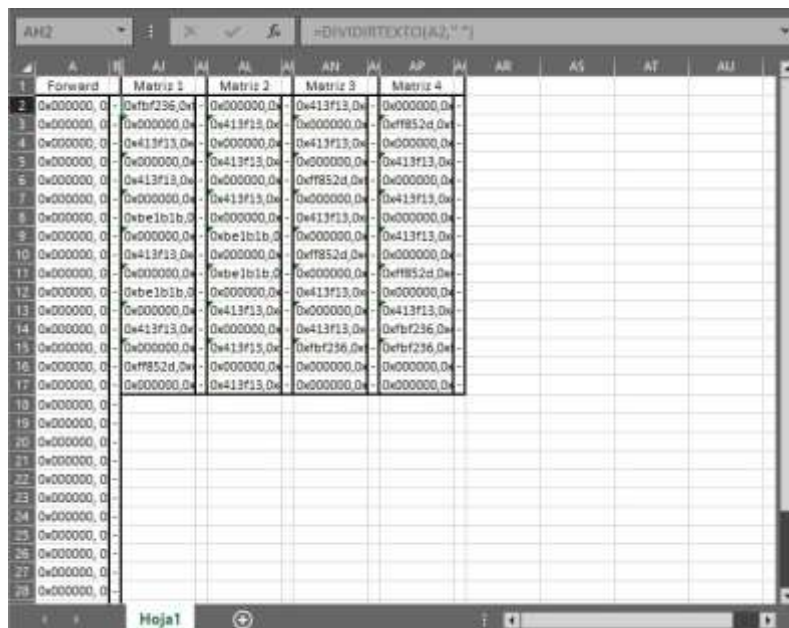 AH2 fx =DIVIDIRTEXTO(A2," ")
A AJ AL AN AP AR AS AT AU
1 Forward Matriz 1 Matriz 2 Matriz 3 Matriz 4
2 0x000000, 0 - 0xfbf236,0xf - 0x000000,0x - 0x413f13,0x - 0x000000,0x -
3 0x000000, 0 - 0x000000,0x - 0x413f13,0x - 0x000000,0x - 0xff852d,0xf -
4 0x000000, 0 - 0x413f13,0x - 0x000000,0x - 0x413f13,0x - 0x000000,0x -
5 0x000000, 0 - 0x000000,0x - 0x413f13,0x - 0x000000,0x - 0x413f13,0x -
6 0x000000, 0 - 0x413f13,0x - 0x000000,0x - 0xff852d,0xf - 0x000000,0x -
7 0x000000, 0 - 0x000000,0x - 0x413f13,0x - 0x000000,0x - 0x413f13,0x -
8 0x000000, 0 - 0xbe1b1b,0 - 0x000000,0x - 0x413f13,0x - 0x000000,0x -
9 0x000000, 0 - 0x000000,0x - 0xbe1b1b,0 - 0x000000,0x - 0x413f13,0x -
10 0x000000, 0 - 0x413f13,0x - 0x000000,0x - 0xff852d,0x - 0x000000,0x -
11 0x000000, 0 - 0x000000,0x - 0xbe1b1b,0 - 0x000000,0x - 0xff852d,0x -
12 0x000000, 0 - 0xbe1b1b,0 - 0x000000,0x - 0x413f13,0x - 0x000000,0x -
13 0x000000, 0 - 0x000000,0x - 0x413f13,0x - 0x000000,0x - 0x413f13,0x -
14 0x000000, 0 - 0x413f13,0x - 0x000000,0x - 0x413f13,0x - 0xfbf236,0x -
15 0x000000, 0 - 0x000000,0x - 0x413f13,0x - 0xfbf236,0x - 0xfbf236,0x -
16 0x000000, 0 - 0xff852d,0x - 0x000000,0x - 0x000000,0x - 0x000000,0x -
17 0x000000, 0 - 0x000000,0x - 0x413f13,0x - 0x000000,0x - 0x000000,0x -
18 0x000000, 0 -
19 0x000000, 0 -
20 0x000000, 0 -
21 0x000000, 0 -
22 0x000000, 0 -
23 0x000000, 0 -
24 0x000000, 0 -
25 0x000000, 0 -
26 0x000000, 0 -
27 0x000000, 0 -
28 0x000000, 0 -
Hoja1